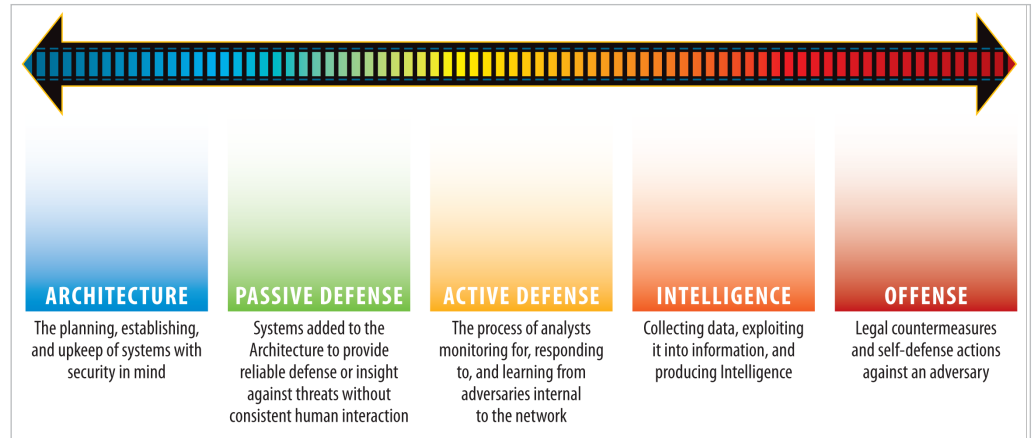 ARCHITECTURE
The planning, establishing,
and upkeep of systems with
security in mind
PASSIVE DEFENSE
Systems added to the
Architecture to provide
reliable defense or insight
against threats without
consistent human interaction
ACTIVE DEFENSE
The process of analysts
monitoring for, responding
to, and learning from
adversaries internal
to the network
INTELLIGENCE
Collecting data, exploiting
it into information, and
producing Intelligence
OFFENSE
Legal countermeasures
and self-defense actions
against an adversary